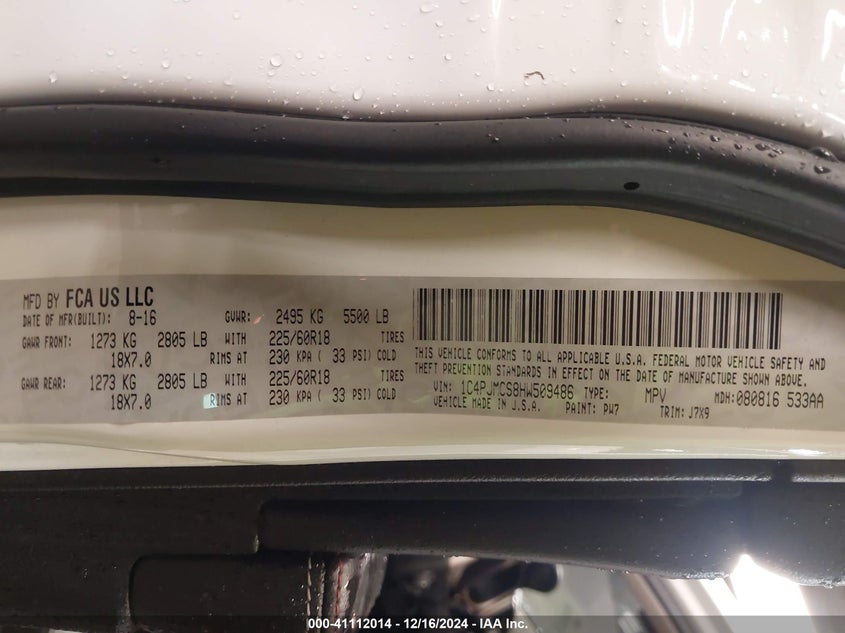 MFD BY FCA US LLC
DATE OF MFR(BUILT): 8-16 GVWR: 2495 KG 5500 LB
GAWR FRONT: 1273 KG 2805 LB WITH 225/60R18 TIRES
18X7.0 RIMS AT 230 KPA ( 33 PSI) COLD
GAWR REAR: 1273 KG 2805 LB WITH 225/60R18 TIRES
18X7.0 RIMS AT 230 KPA ( 33 PSI) COLD
THIS VEHICLE CONFORMS TO ALL APPLICABLE U.S.A. FEDERAL MOTOR VEHICLE SAFETY AND
THEFT PREVENTION STANDARDS IN EFFECT ON THE DATE OF MANUFACTURE SHOWN ABOVE.
VIN: 1C4PJMCS8HW509486 TYPE: MPV MDH: 080816 533AA
VEHICLE MADE IN U.S.A. PAINT: PW7 TRIM: J7X9
000-41112014 - 12/16/2024 - IAA Inc.